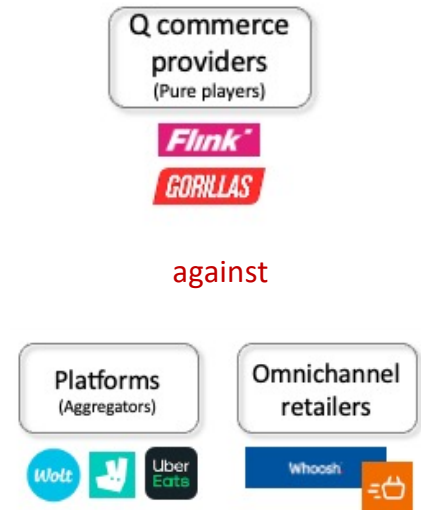 Q commerce
providers
(Pure players)
Flink
GORILLAS
against
Platforms
(Aggregators)
Omnichannel
retailers
Wolt
Uber
Eats
Whoosh